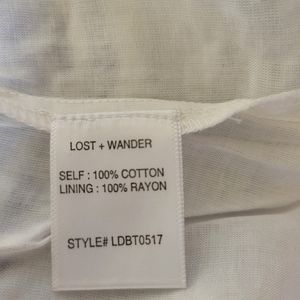 LOST + WANDER
SELF : 100% COTTON
LINING : 100% RAYON
STYLE# LDBT0517